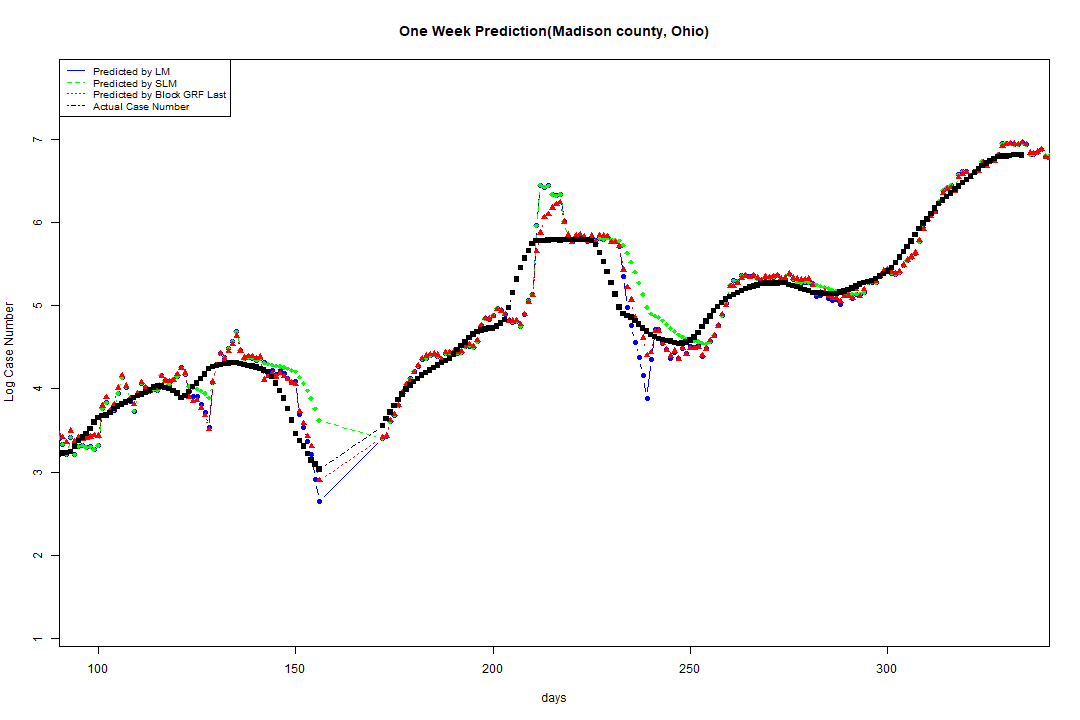 One Week Prediction(Madison county, Ohio)
Predicted by LM
Predicted by SLM
Predicted by Block GRF Last
Actual Case Number
7
6
5
4
3
2
1
Log Case Number
100 150 200 250 300
days